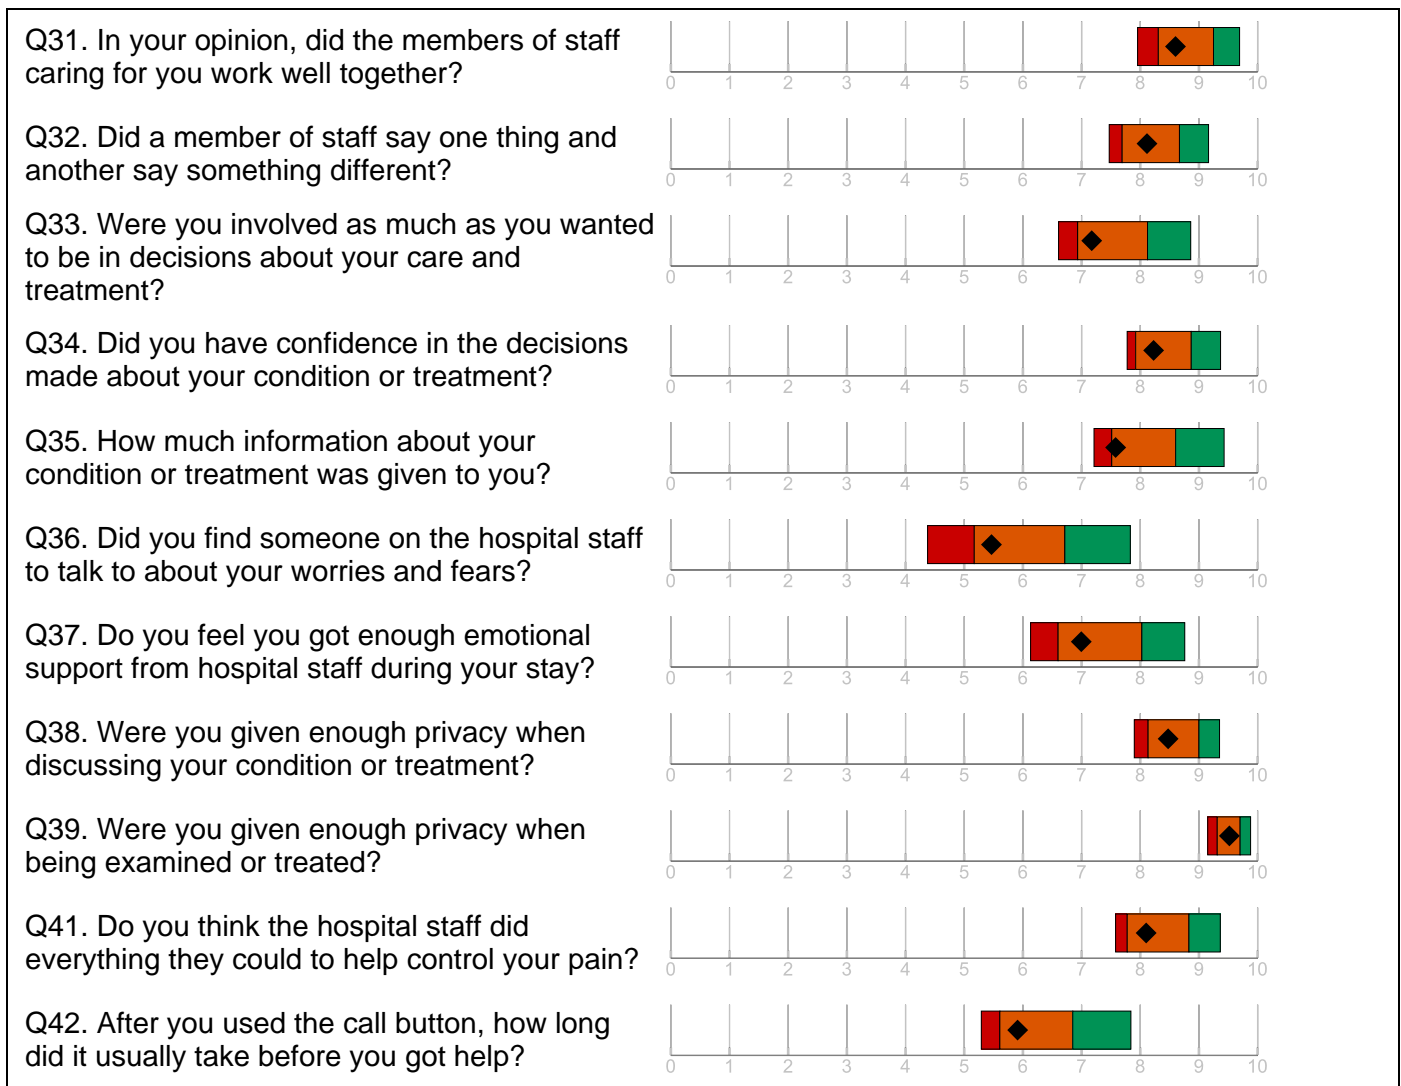 Q31. In your opinion, did the members of staff
caring for you work well together?
0 1 2 3 4 5 6 7 8 9 10
Q32. Did a member of staff say one thing and
another say something different?
0 1 2 3 4 5 6 7 8 9 10
Q33. Were you involved as much as you wanted
to be in decisions about your care and
treatment?
0 1 2 3 4 5 6 7 8 9 10
Q34. Did you have confidence in the decisions
made about your condition or treatment?
0 1 2 3 4 5 6 7 8 9 10
Q35. How much information about your
condition or treatment was given to you?
0 1 2 3 4 5 6 7 8 9 10
Q36. Did you find someone on the hospital staff
to talk to about your worries and fears?
0 1 2 3 4 5 6 7 8 9 10
Q37. Do you feel you got enough emotional
support from hospital staff during your stay?
0 1 2 3 4 5 6 7 8 9 10
Q38. Were you given enough privacy when
discussing your condition or treatment?
0 1 2 3 4 5 6 7 8 9 10
Q39. Were you given enough privacy when
being examined or treated?
0 1 2 3 4 5 6 7 8 9 10
Q41. Do you think the hospital staff did
everything they could to help control your pain?
0 1 2 3 4 5 6 7 8 9 10
Q42. After you used the call button, how long
did it usually take before you got help?
0 1 2 3 4 5 6 7 8 9 10